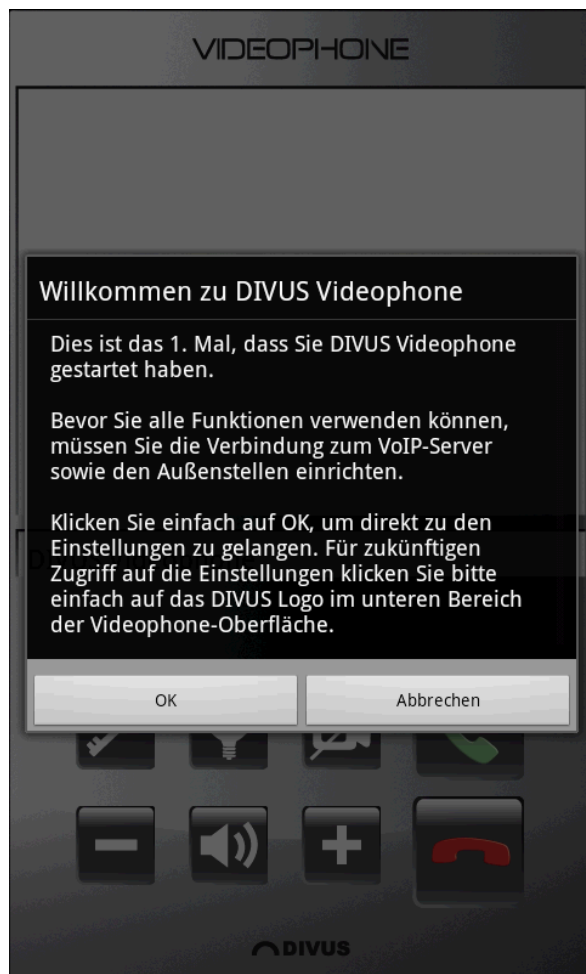 VIDEOPHONE
Willkommen zu DIVUS Videophone
Dies ist das 1. Mal, dass Sie DIVUS Videophone
gestartet haben.
Bevor Sie alle Funktionen verwenden können,
müssen Sie die Verbindung zum VoIP-Server
sowie den Außenstellen einrichten.
Klicken Sie einfach auf OK, um direkt zu den
Einstellungen zu gelangen. Für zukünftigen
Zugriff auf die Einstellungen klicken Sie bitte
einfach auf das DIVUS Logo im unteren Bereich
der Videophone-Oberfläche.
OK
Abbrechen
DIVUS